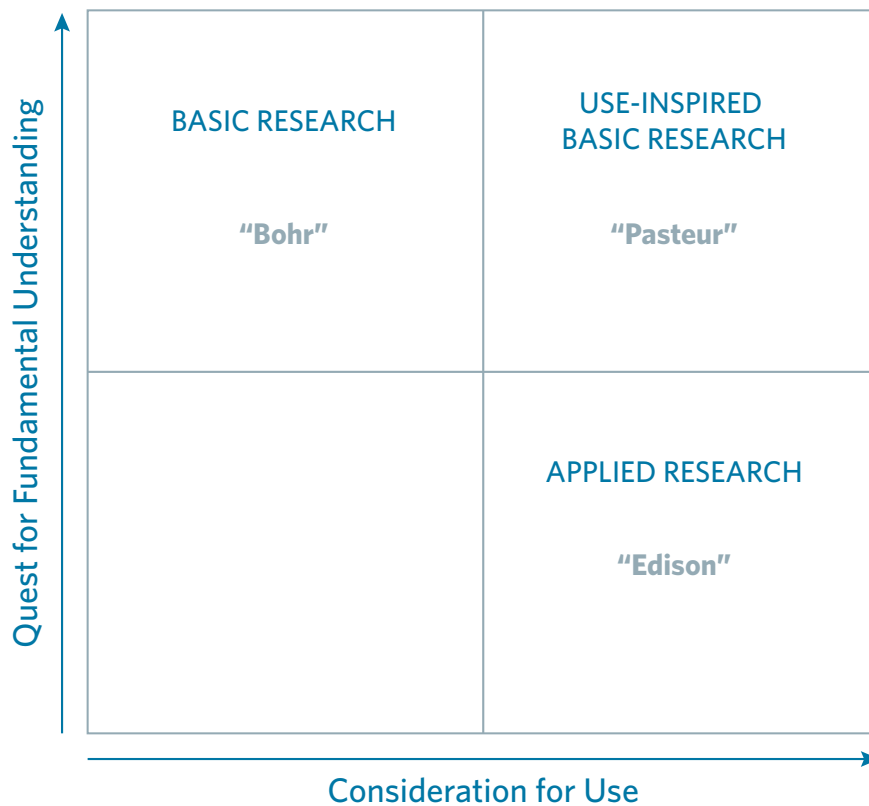 Quest for Fundamental Understanding
BASIC RESEARCH
“Bohr”
USE-INSPIRED
BASIC RESEARCH
“Pasteur”
APPLIED RESEARCH
“Edison”
Consideration for Use